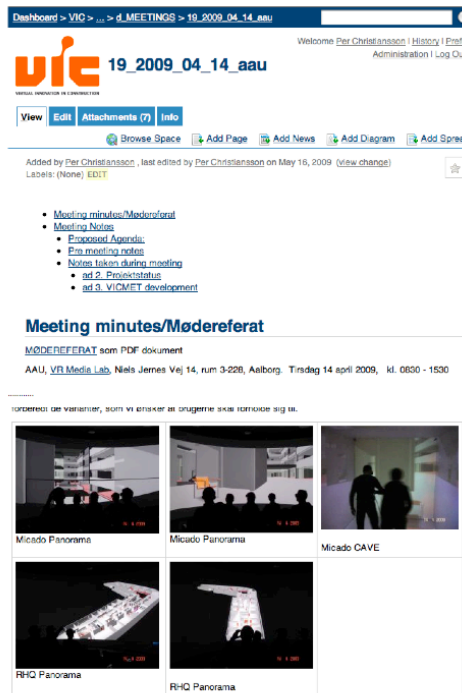 Dashboard > VIC > ... > d_MEETINGS > 19_2009_04_14_aau
Welcome Per Christiansson | History | Pref
Administration | Log Ou
vic
VIRTUAL INNOVATION IN CONSTRUCTION
19_2009_04_14_aau
View Edit Attachments (7) Info
Browse Space Add Page Add News Add Diagram Add Spre
Added by Per Christiansson , last edited by Per Christiansson on May 16, 2009 (view change)
Labels: (None) EDIT
Meeting minutes/Mødereferat
Meeting Notes
Proposed Agenda:
Pre meeting notes
Notes taken during meeting
ad 2. Projektstatus
ad 3. VICMET development
Meeting minutes/Mødereferat
MØDEREFERAT som PDF dokument
AAU, VR Media Lab, Niels Jernes Vej 14, rum 3-228, Aalborg. Tirsdag 14 april 2009, kl. 0830 - 1530
forberedt de varianter, som vi ønsker at brugerne skal forholde sig til.
Micado Panorama
Micado Panorama
Micado CAVE
RHQ Panorama
RHQ Panorama